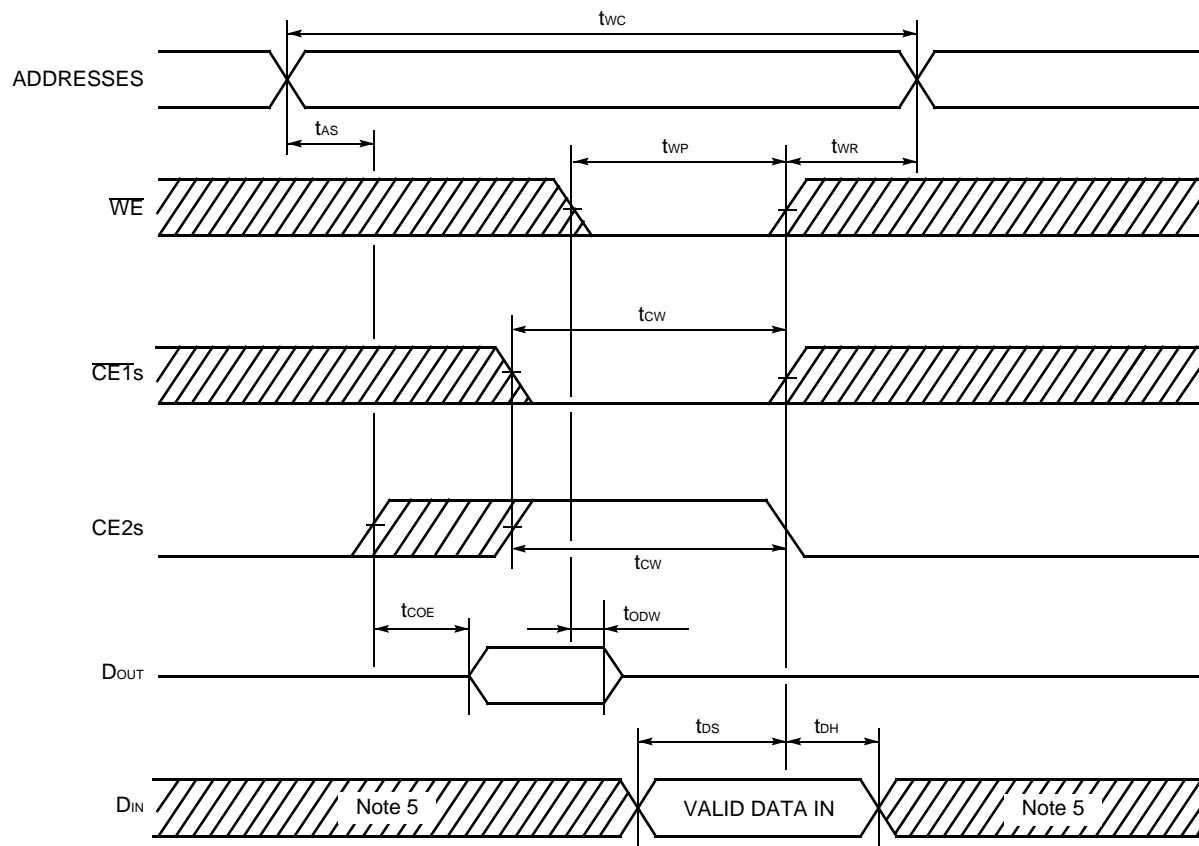 tWC
ADDRESSES
tAS
tWP
tWR
WE
tCW
CE1s
CE2s
tCW
tCOE
tODW
DOUT
tDS
tDH
DIN
Note 5
VALID DATA IN
Note 5